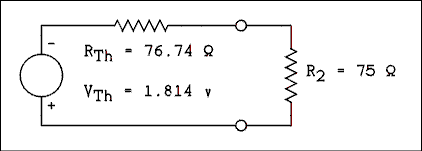 -
R_Th = 76.74 Ω
R_2 = 75 Ω
V_Th = 1.814 v
+